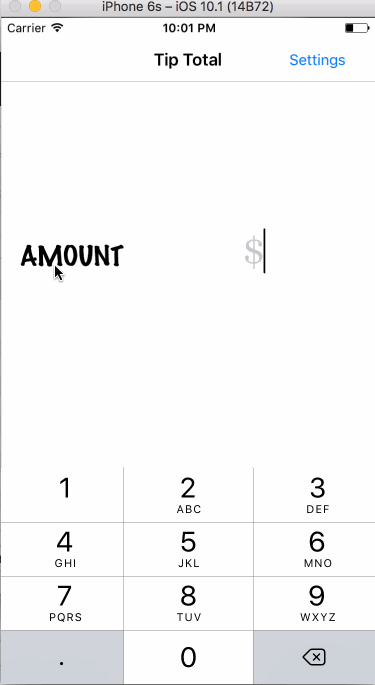 iPhone 6s – iOS 10.1 (14B72)
Carrier 10:01 PM
Tip Total Settings
AMOUNT $
1 2 3
ABC DEF
4 5 6
GHI JKL MNO
7 8 9
PQRS TUV WXYZ
. 0